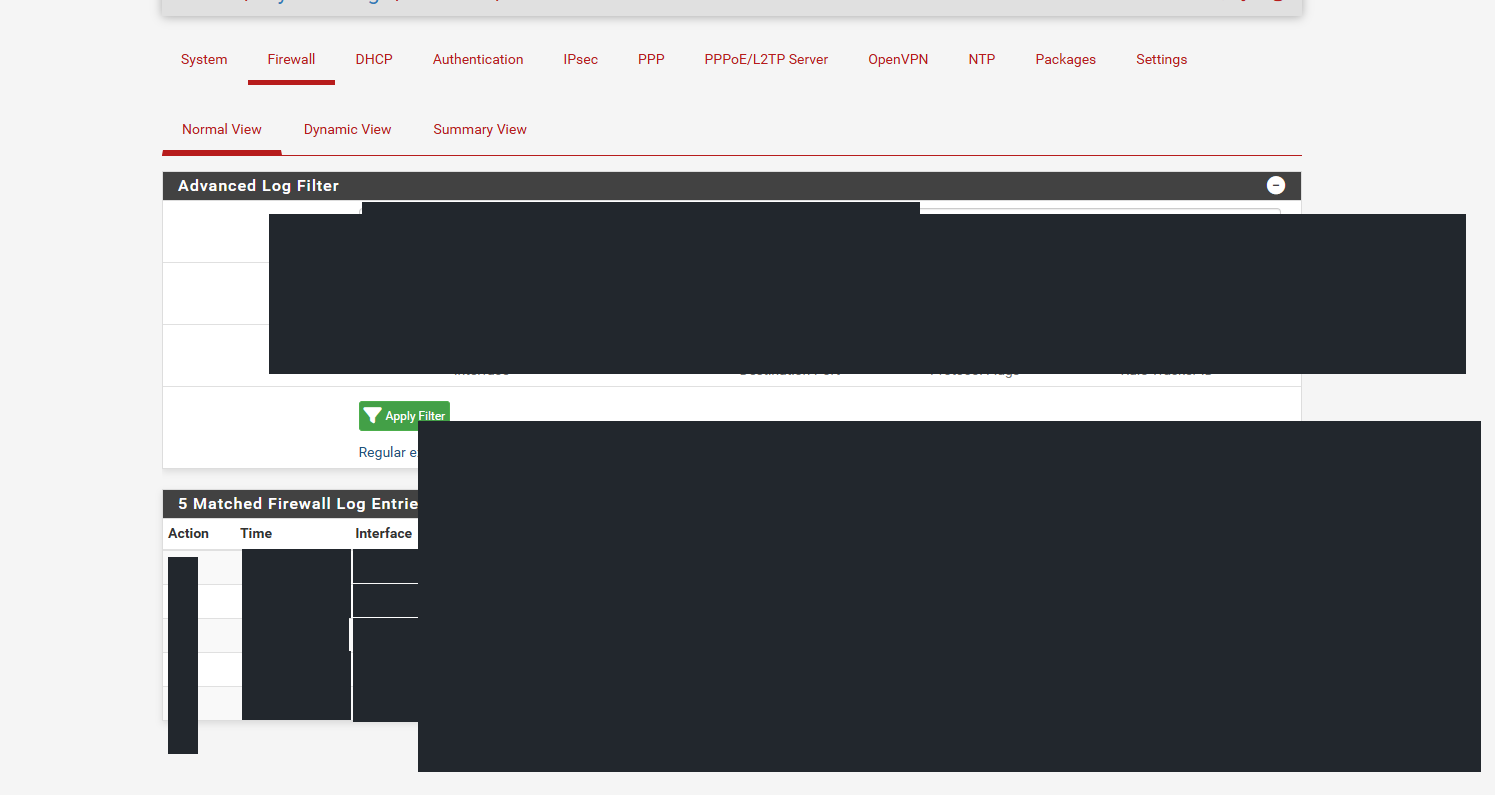 System Firewall DHCP Authentication IPsec PPP PPPoE/L2TP Server OpenVPN NTP Packages Settings
Normal View Dynamic View Summary View
Advanced Log Filter
Apply Filter
Regular
5 Matched Firewall Log Entrie
Action Time Interface